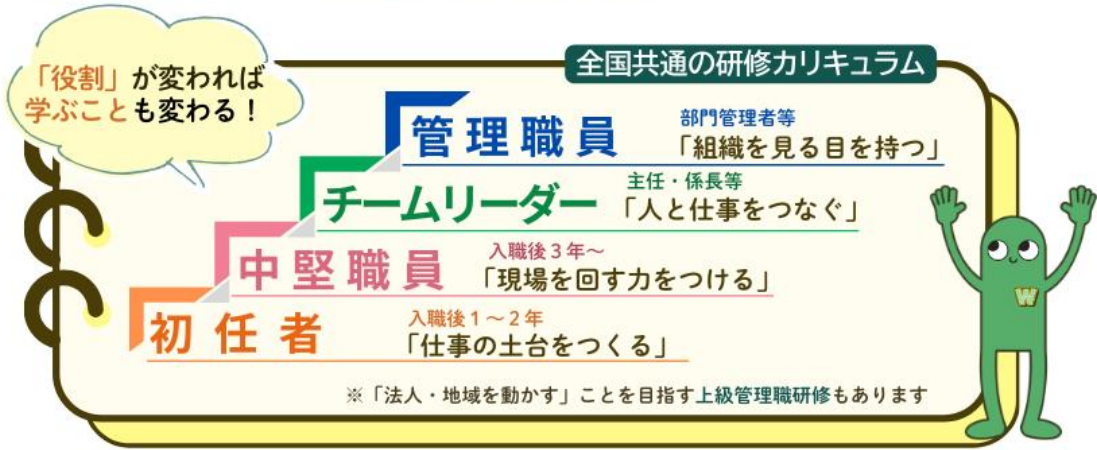 「役割」が変われば
学ぶことも変わる！
全国共通の研修カリキュラム
管理職員
部門管理者等
「組織を見る目を持つ」
チームリーダー
主任・係長等
「人と仕事をつなぐ」
中堅職員
入職後３年～
「現場を回す力をつける」
初任者
入職後１～２年
「仕事の土台をつくる」
※「法人・地域を動かす」ことを目指す上級管理職研修もあります
W